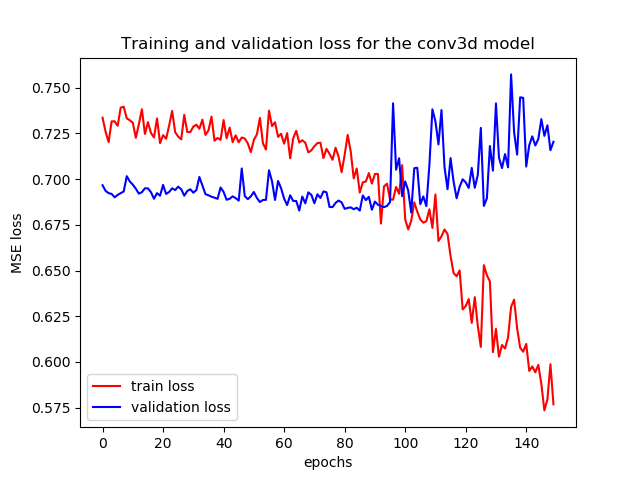 Training and validation loss for the conv3d model
0.750
0.725
0.700
0.675
0.650
0.625
0.600
0.575
MSE loss
train loss
validation loss
0 20 40 60 80 100 120 140
epochs